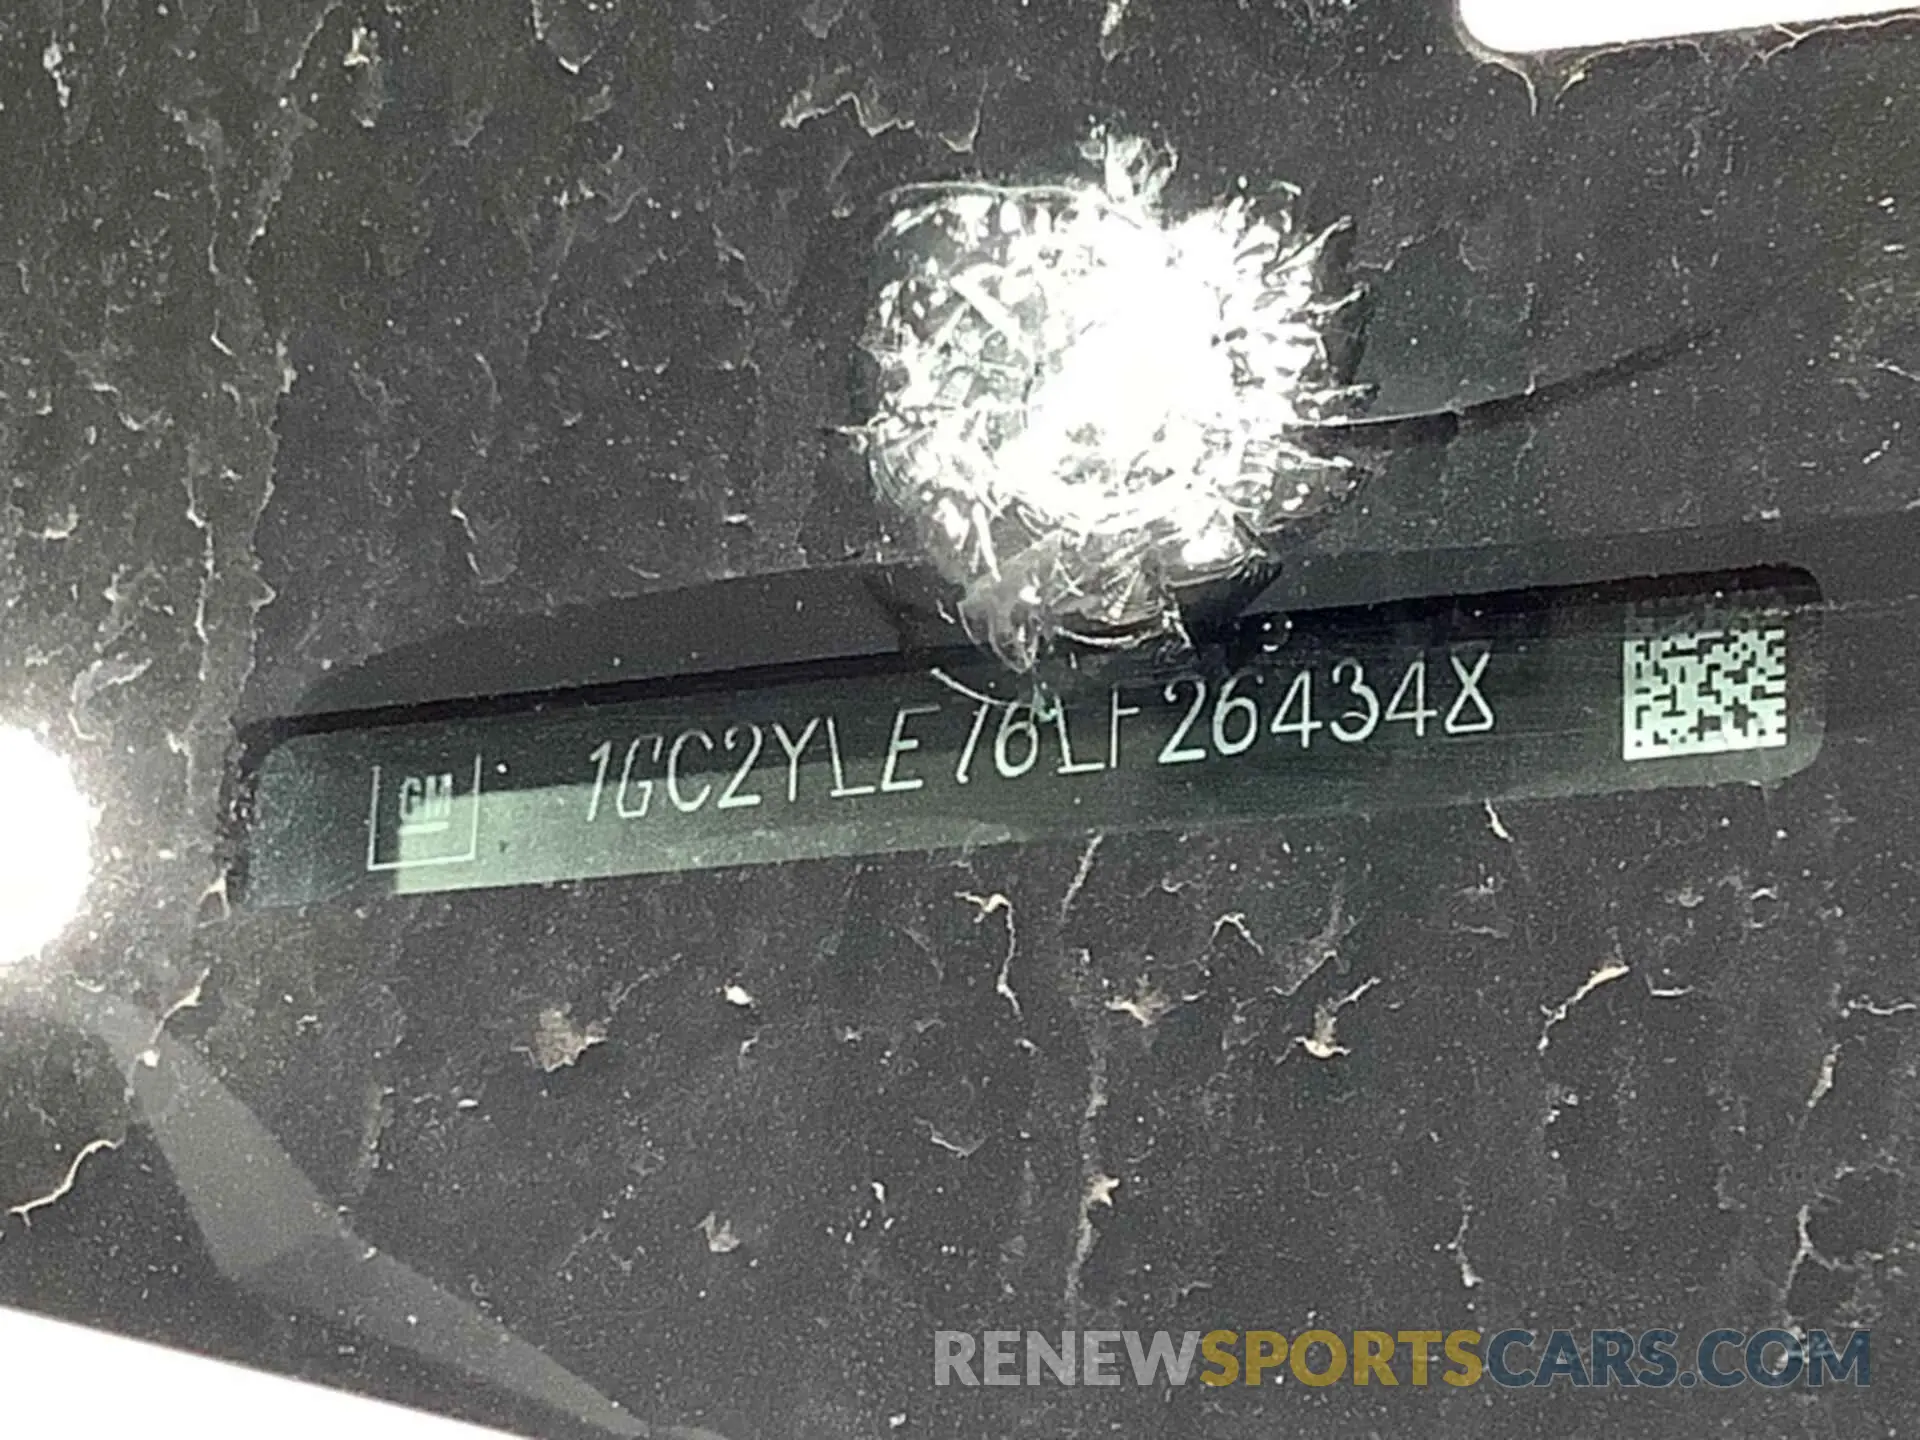 GM 1GC2YLE76LF264348
RENEWSPORTSCARS.COM